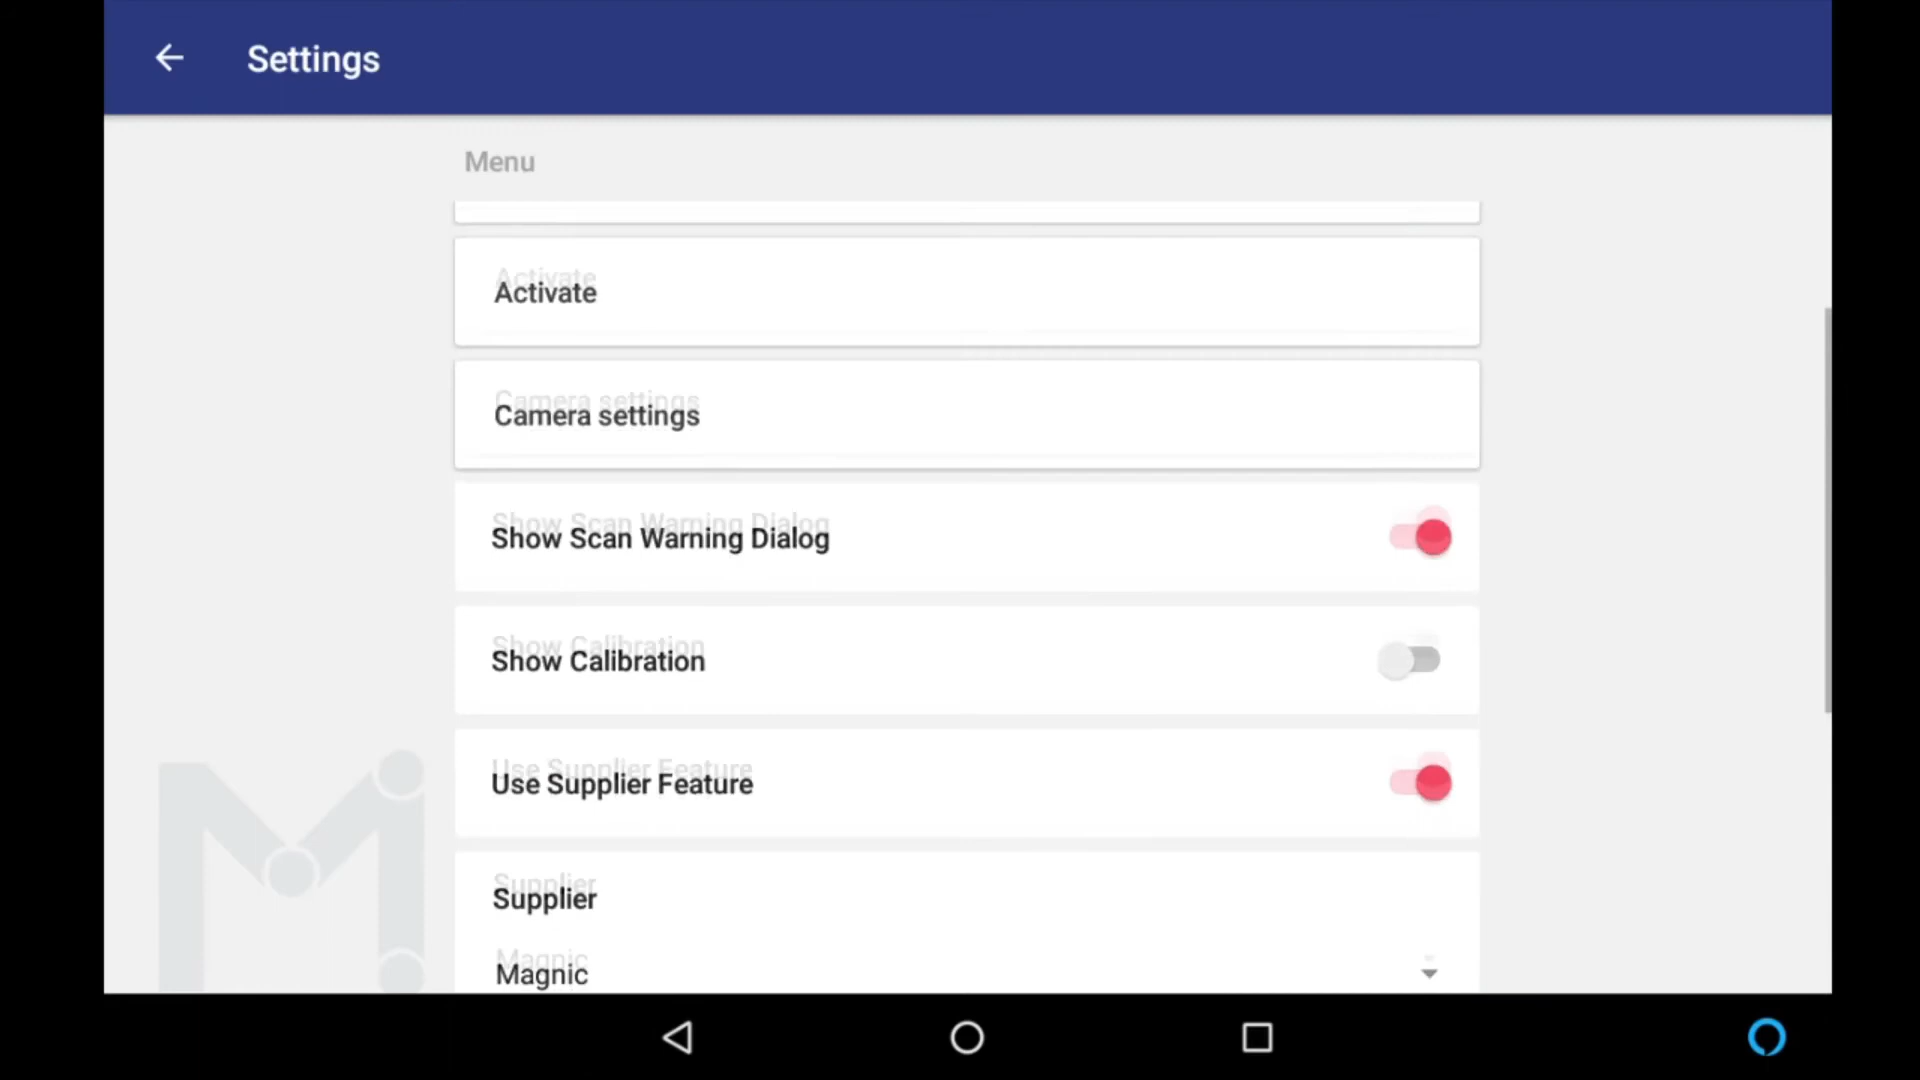 Settings
Menu
Activate
Camera settings
Show Scan Warning Dialog
Show Calibration
Use Supplier Feature
Supplier
Magnic